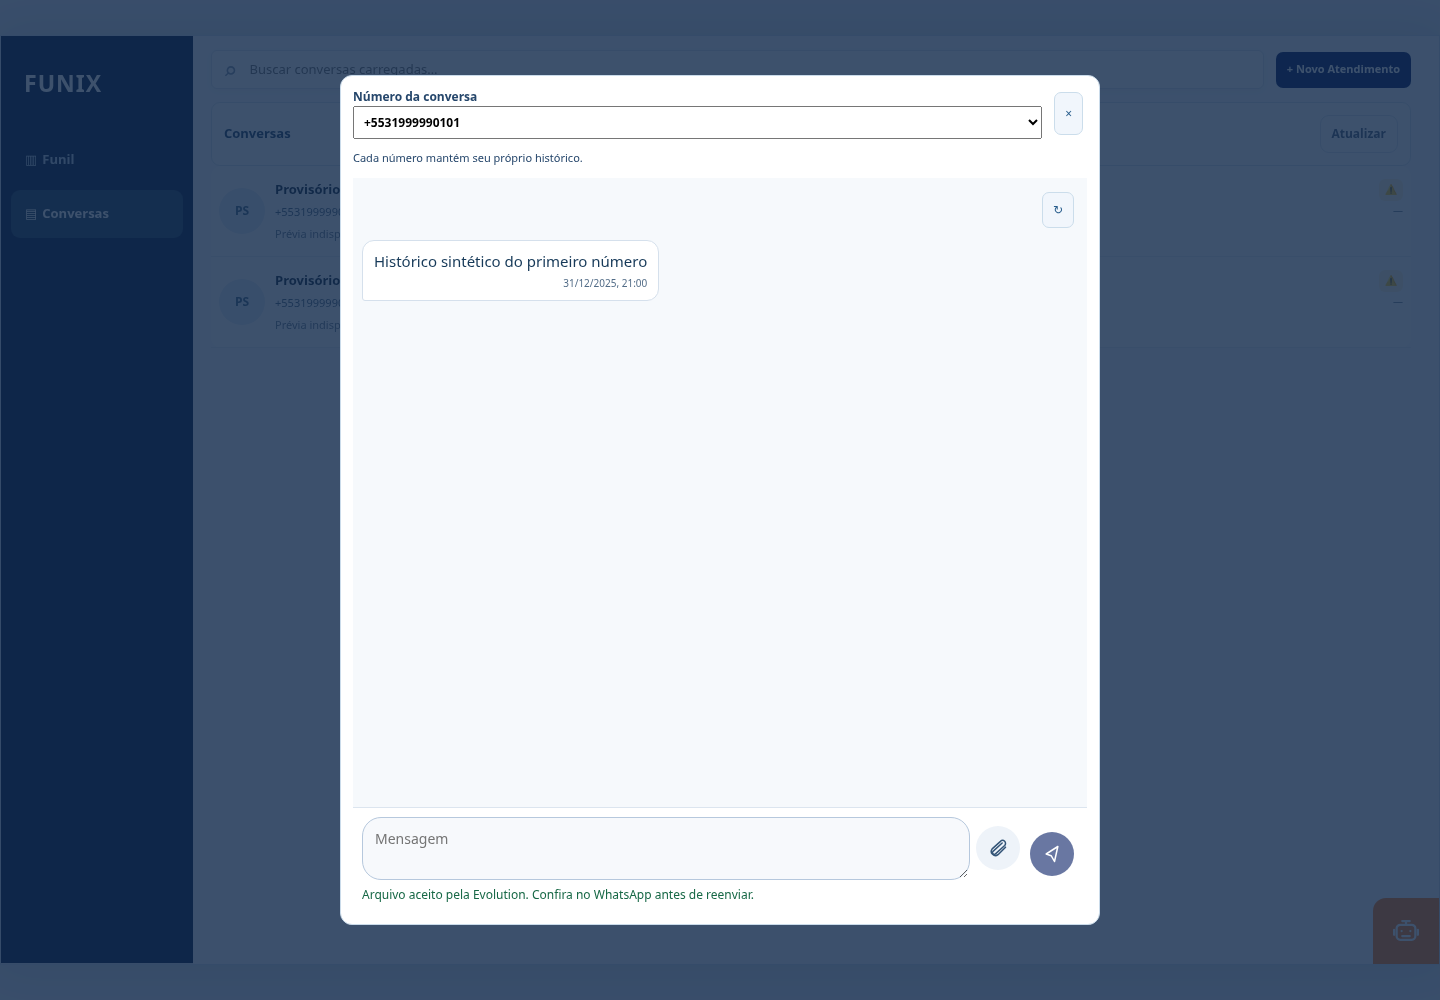 FUNIX
Funil
Conversas
Buscar conversas carregadas...
+ Novo Atendimento
Conversas
Atualizar
PS
Provisório
+553199999
Prévia indisp
—
PS
Provisório
+553199999
Prévia indisp
—
Número da conversa
+5531999990101
×
Cada número mantém seu próprio histórico.
↻
Histórico sintético do primeiro número
31/12/2025, 21:00
Mensagem
Arquivo aceito pela Evolution. Confira no WhatsApp antes de reenviar.